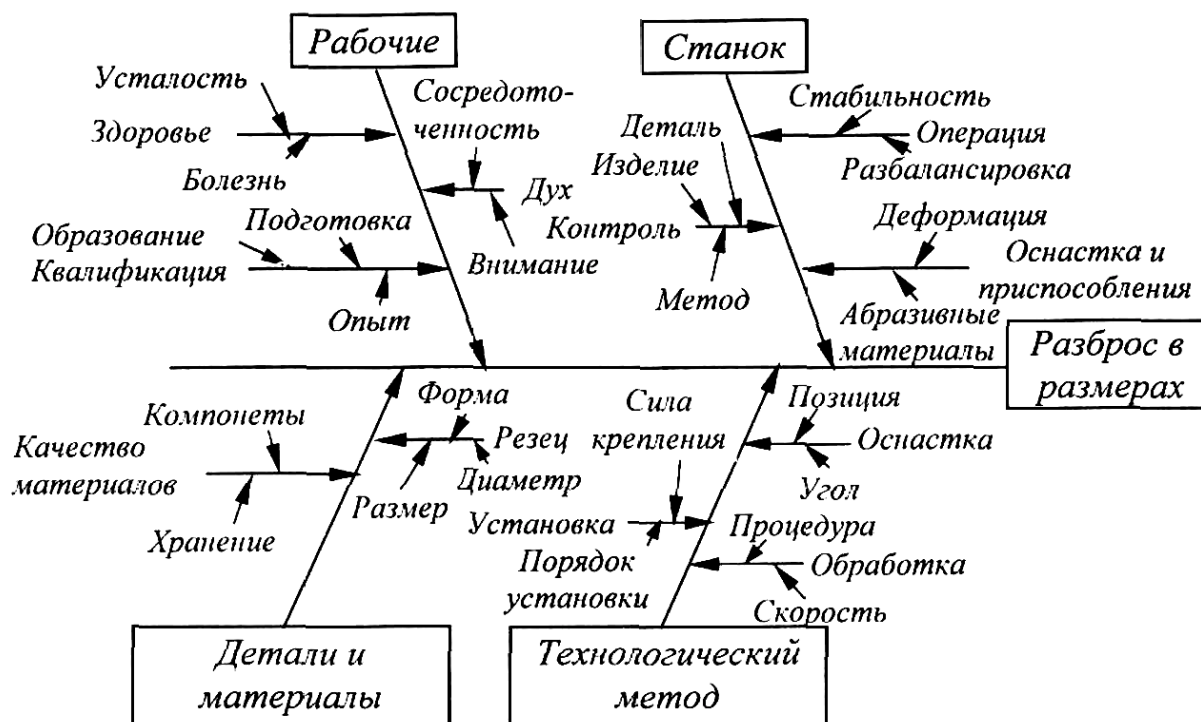 Рабочие
Станок
Усталость
Здоровье
Болезнь
Сосредото-
ченность
Дух
Внимание
Подготовка
Образование
Квалификация
Опыт
Стабильность
Операция
Разбалансировка
Деталь
Изделие
Контроль
Метод
Деформация
Оснастка и
приспособления
Абразивные
материалы
Разброс в
размерах
Компонеты
Качество
материалов
Хранение
Форма
Резец
Диаметр
Размер
Сила
крепления
Установка
Порядок
установки
Позиция
Оснастка
Угол
Процедура
Обработка
Скорость
Детали и
материалы
Технологический
метод